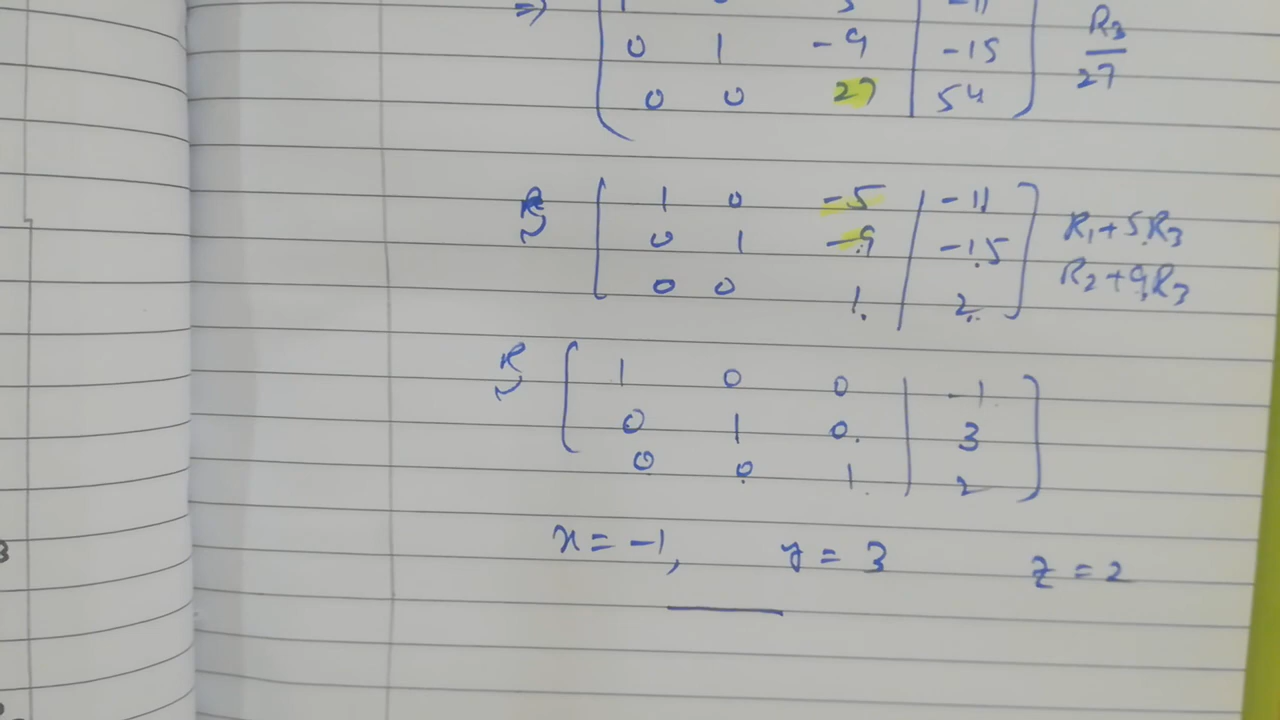 ⇒ -11
0 1 -9 | -15 R3/27
0 0 27 | 54
R ~ [ 1 0 -5 | -11 ] R1+5R3
0 1 -9 | -15 R2+9R3
0 0 1 | 2
R ~ [ 1 0 0 | -1 ]
0 1 0 | 3
0 0 1 | 2
x = -1, y = 3 z = 2